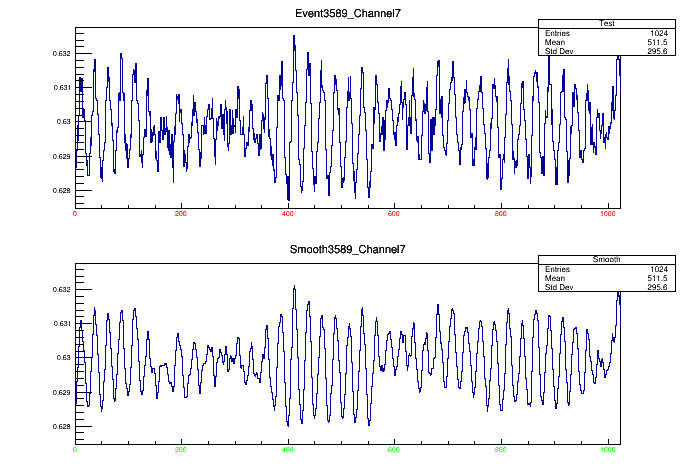 Event3589_Channel7
Test
Entries 1024
Mean 511.5
Std Dev 295.6
0.632
0.631
0.63
0.629
0.628
0 200 400 600 800 1000
Smooth3589_Channel7
Smooth
Entries 1024
Mean 511.5
Std Dev 295.6
0.632
0.631
0.63
0.629
0.628
0 200 400 600 800 1000